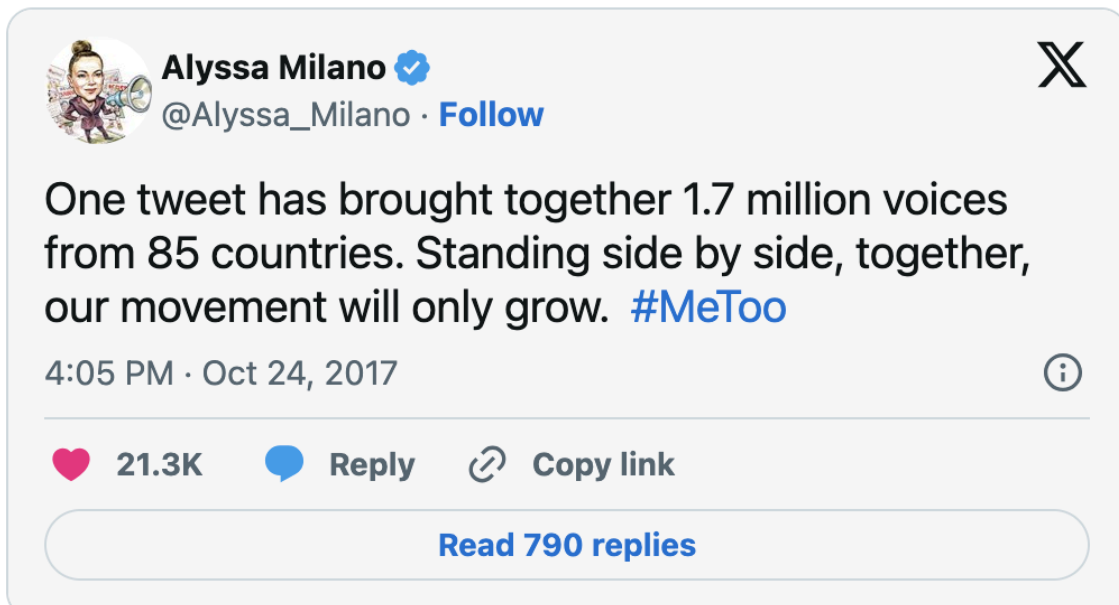 Alyssa Milano
@Alyssa_Milano · Follow
One tweet has brought together 1.7 million voices
from 85 countries. Standing side by side, together,
our movement will only grow. #MeToo
4:05 PM · Oct 24, 2017
21.3K Reply Copy link
Read 790 replies